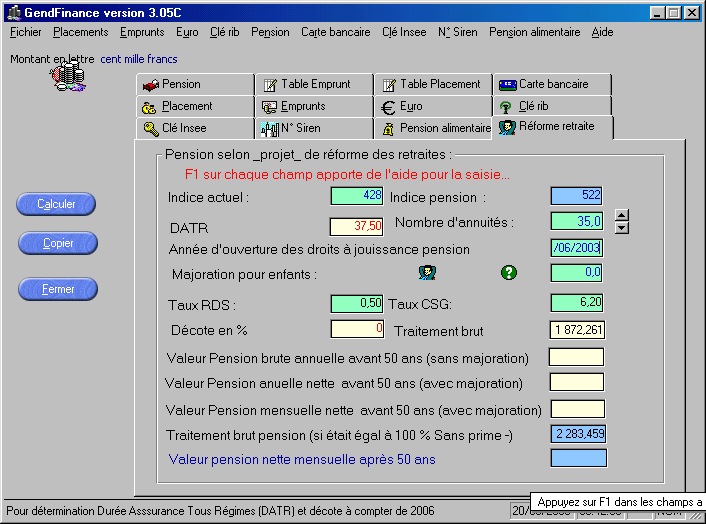 GendFinance version 3.05C
Fichier Placements Emprunts Euro Clé rib Pension Carte bancaire Clé Insee N° Siren Pension alimentaire Aide
Montant en lettre cent mille francs
Pension Table Emprunt Table Placement Carte bancaire
Placement Emprunts Euro Clé rib
Clé Insee N° Siren Pension alimentaire Réforme retraite
Pension selon _projet_ de réforme des retraites :
F1 sur chaque champ apporte de l'aide pour la saisie...
Indice actuel : 428 Indice pension : 522
Calculer
DATR 37,50 Nombre d'annuités : 35,0
Copier
Année d'ouverture des droits à jouissance pension /06/2003
Majoration pour enfants : 0,0
Fermer
Taux RDS : 0,50 Taux CSG: 6,20
Décote en % 0 Traitement brut 1 872,261
Valeur Pension brute annuelle avant 50 ans (sans majoration)
Valeur Pension anuelle nette avant 50 ans (avec majoration)
Valeur Pension mensuelle nette avant 50 ans (avec majoration)
Traitement brut pension (si était égal à 100 % Sans prime -) 2 283,459
Valeur pension nette mensuelle après 50 ans
Appuyez sur F1 dans les champs a
Pour détermination Durée Asssurance Tous Régimes (DATR) et décote à compter de 2006